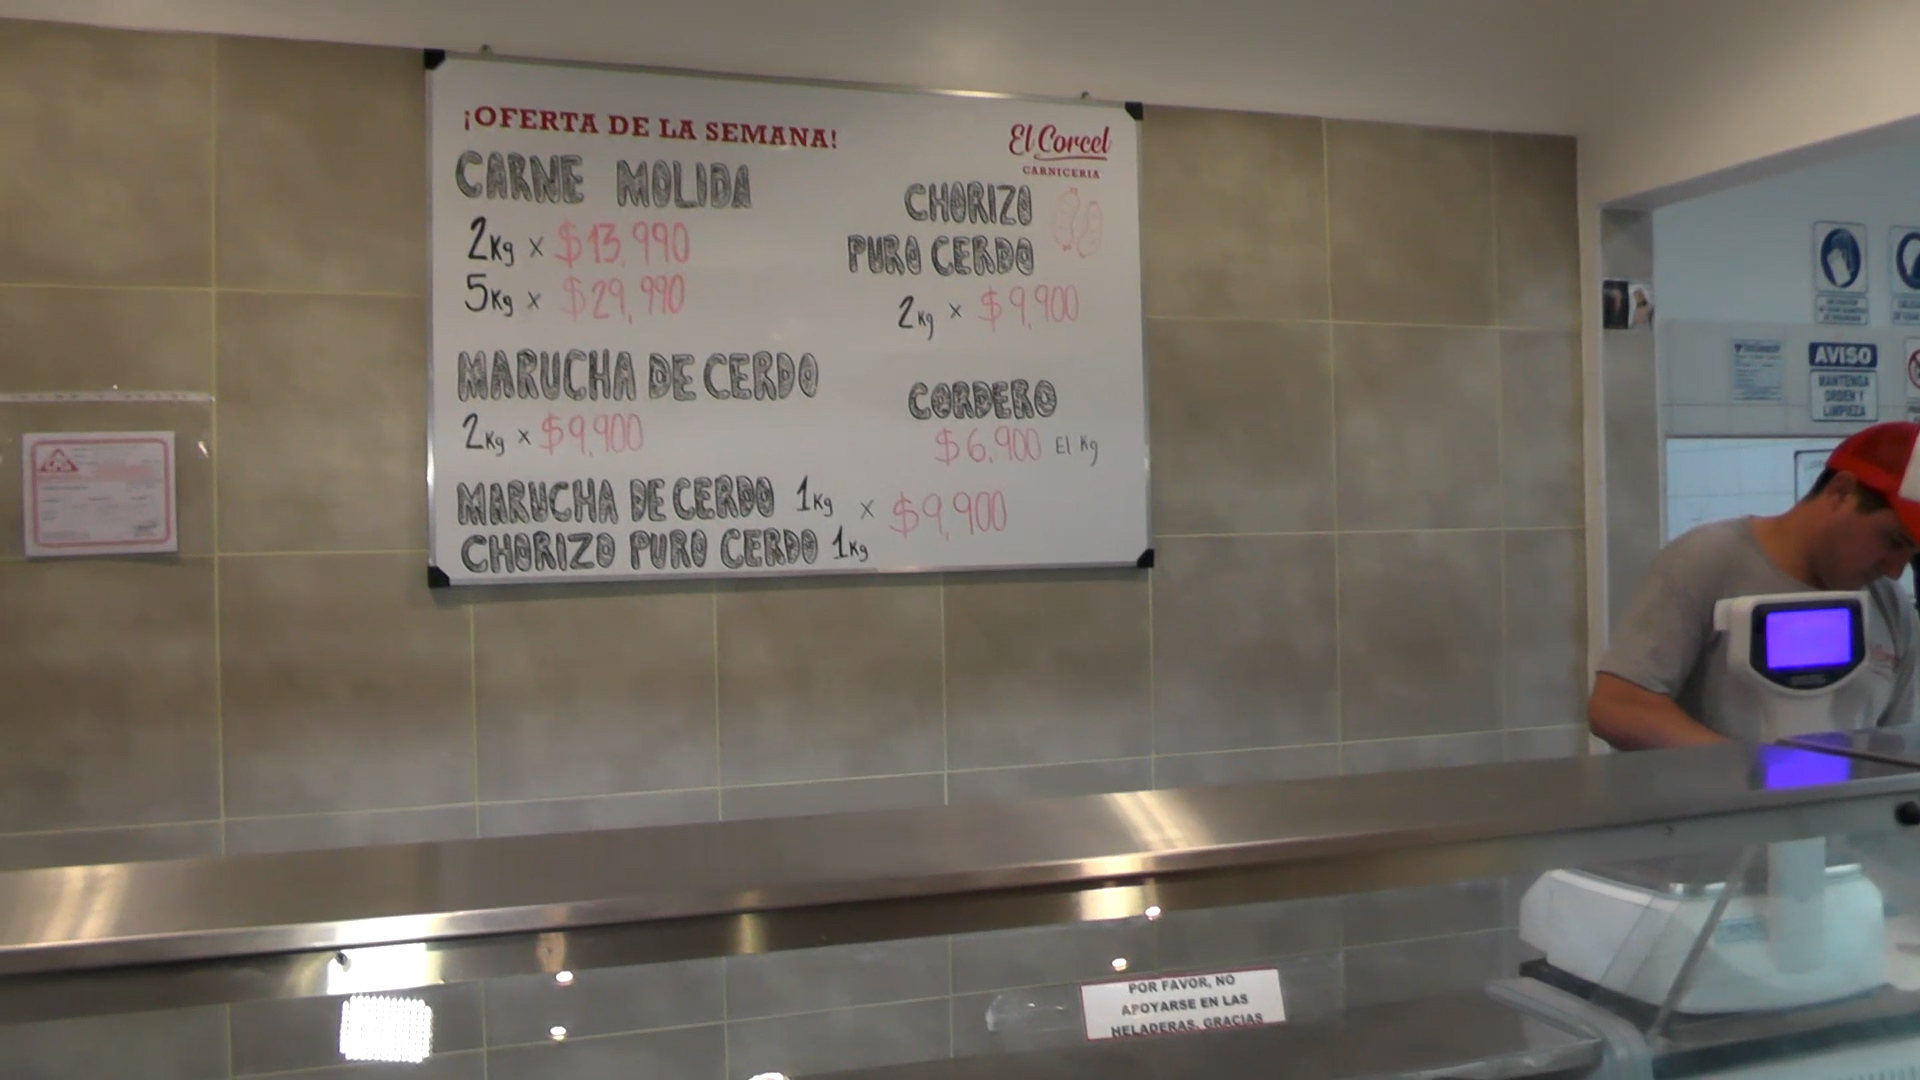 ¡OFERTA DE LA SEMANA!
El Corcel
CARNICERIA
CARNE MOLIDA
2Kg x $13.990
5Kg x $29,990
MARUCHA DE CERDO
2Kg x $9,900
CHORIZO
PURO CERDO
2Kg x $9,900
CORDERO
$6.900 El Kg
MARUCHA DE CERDO 1Kg x $9,900
CHORIZO PURO CERDO 1Kg
AVISO
MANTENGA
ORDEN Y
LIMPIEZA
POR FAVOR, NO
APOYARSE EN LAS
HELADERAS. GRACIAS